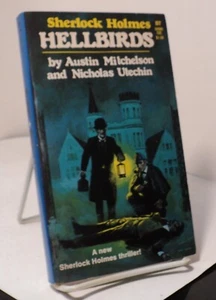 Sherlock Holmes
HELLBIRDS
by Austin Mitchelson
and Nicholas Utechin
A new
Sherlock Holmes thriller!